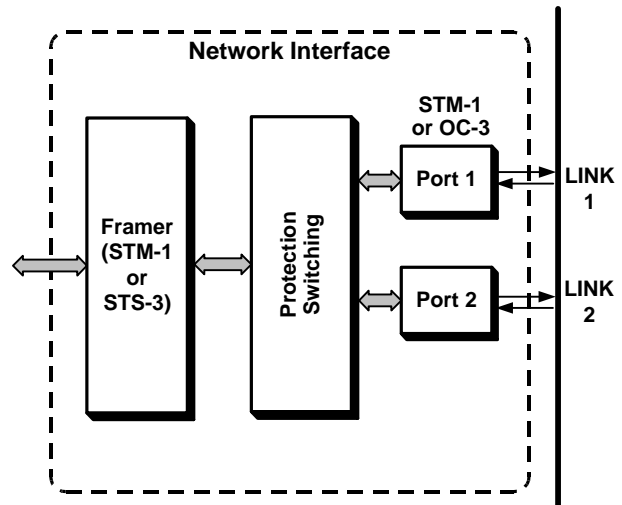 Network Interface
STM-1
or OC-3
Port 1
LINK
1
Framer
(STM-1
or
STS-3)
Protection
Switching
Port 2
LINK
2